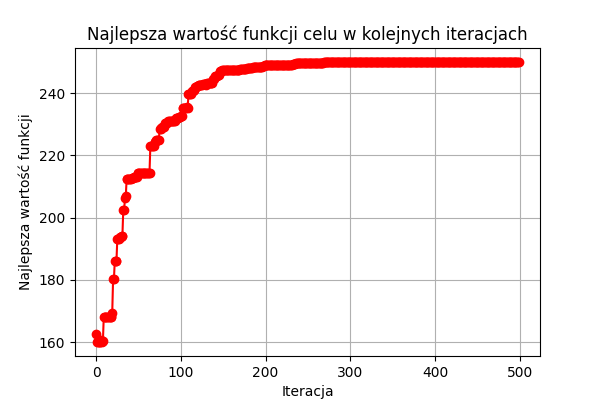 Najlepsza wartość funkcji celu w kolejnych iteracjach
Najlepsza wartość funkcji
240
220
200
180
160
0 100 200 300 400 500
Iteracja